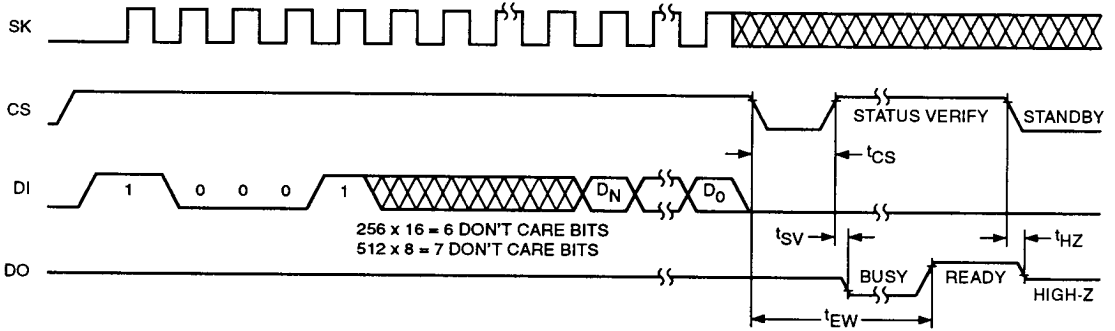 SK
CS
STATUS VERIFY
STANDBY
tCS
DI
1 0 0 0 1
DN
D0
256 x 16 = 6 DON'T CARE BITS
512 x 8 = 7 DON'T CARE BITS
tSV
tHZ
DO
BUSY
READY
HIGH-Z
tEW